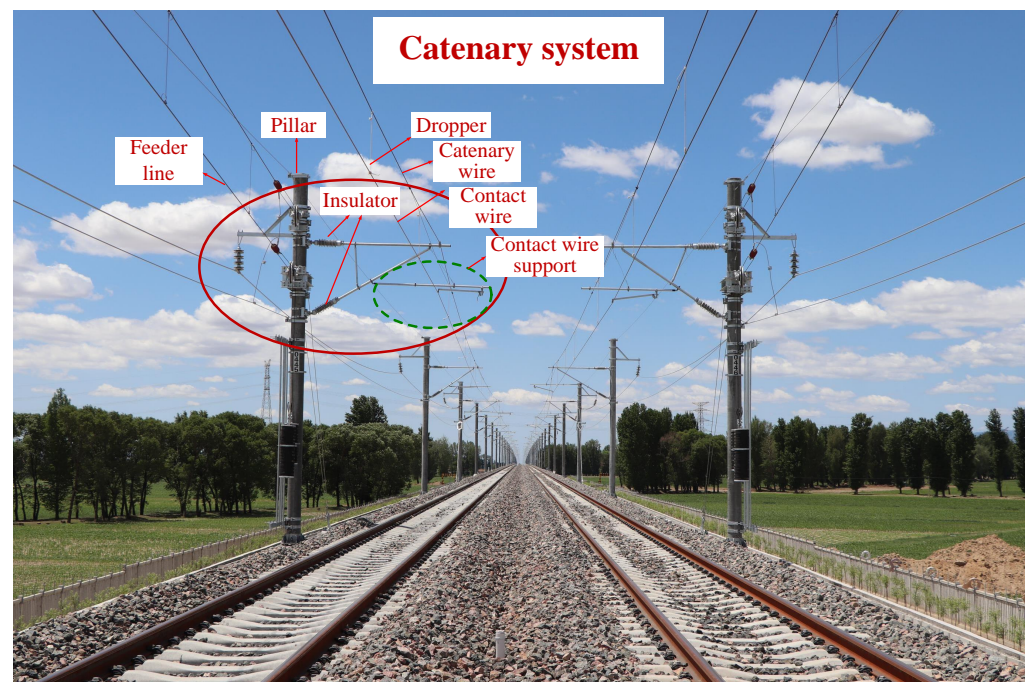 Catenary system
Pillar
Dropper
Feeder
line
Catenary
wire
Insulator
Contact
wire
Contact wire
support